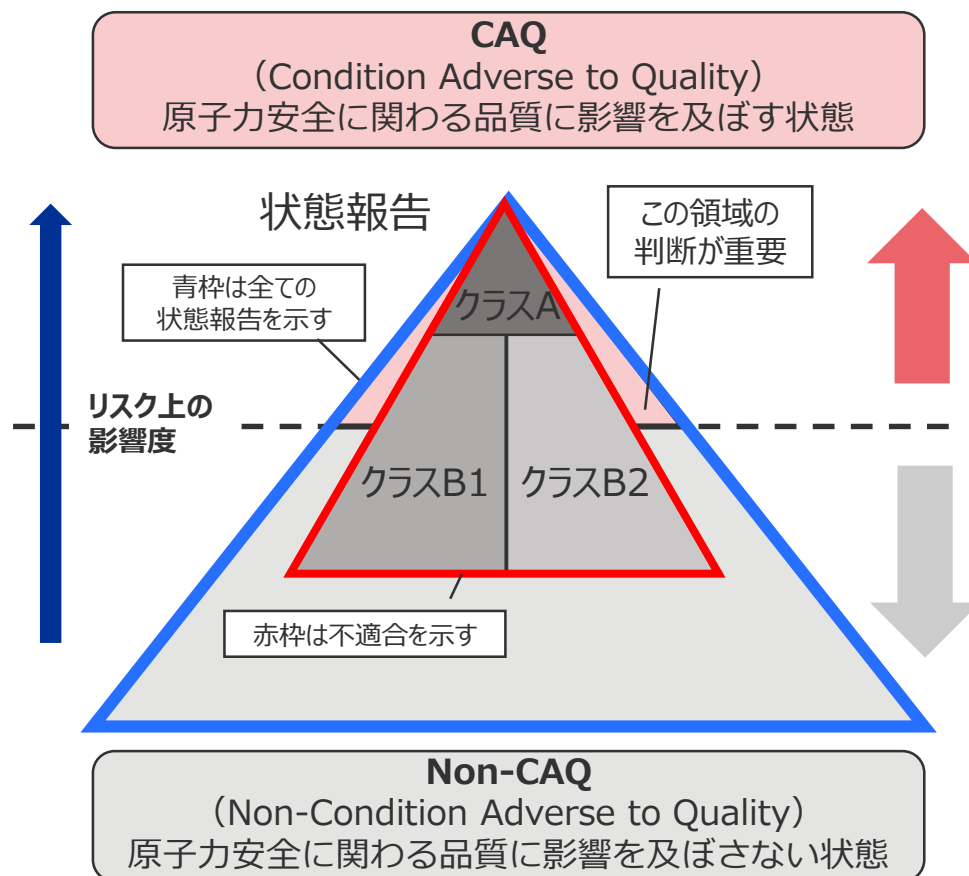 CAQ
（Condition Adverse to Quality）
原子力安全に関わる品質に影響を及ぼす状態
状態報告
この領域の
判断が重要
青枠は全ての
状態報告を示す
クラスA
リスク上の
影響度
クラスB1
クラスB2
赤枠は不適合を示す
Non-CAQ
（Non-Condition Adverse to Quality）
原子力安全に関わる品質に影響を及ぼさない状態